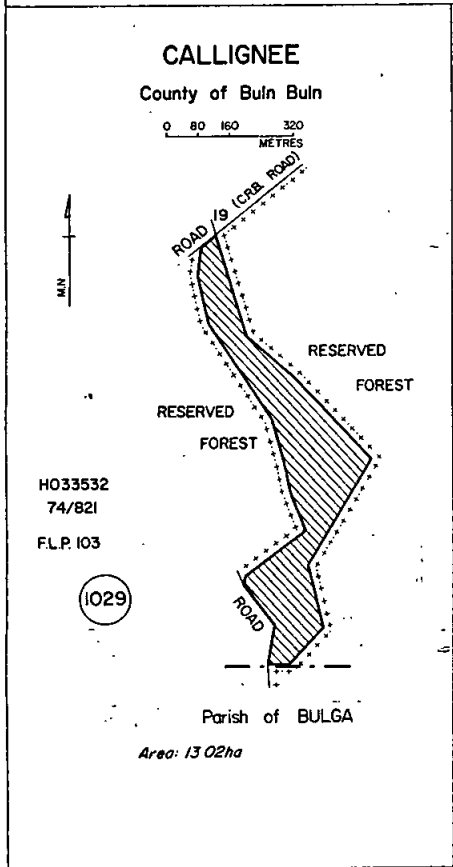 CALLIGNEE
County of Buln Buln
0 80 160 320
METRES
ROAD 19 (C.R.B. ROAD)
M.N
RESERVED
FOREST
RESERVED
FOREST
H033532
74/821
F.L.P. 103
1029
ROAD
Parish of BULGA
Area: 13 02ha